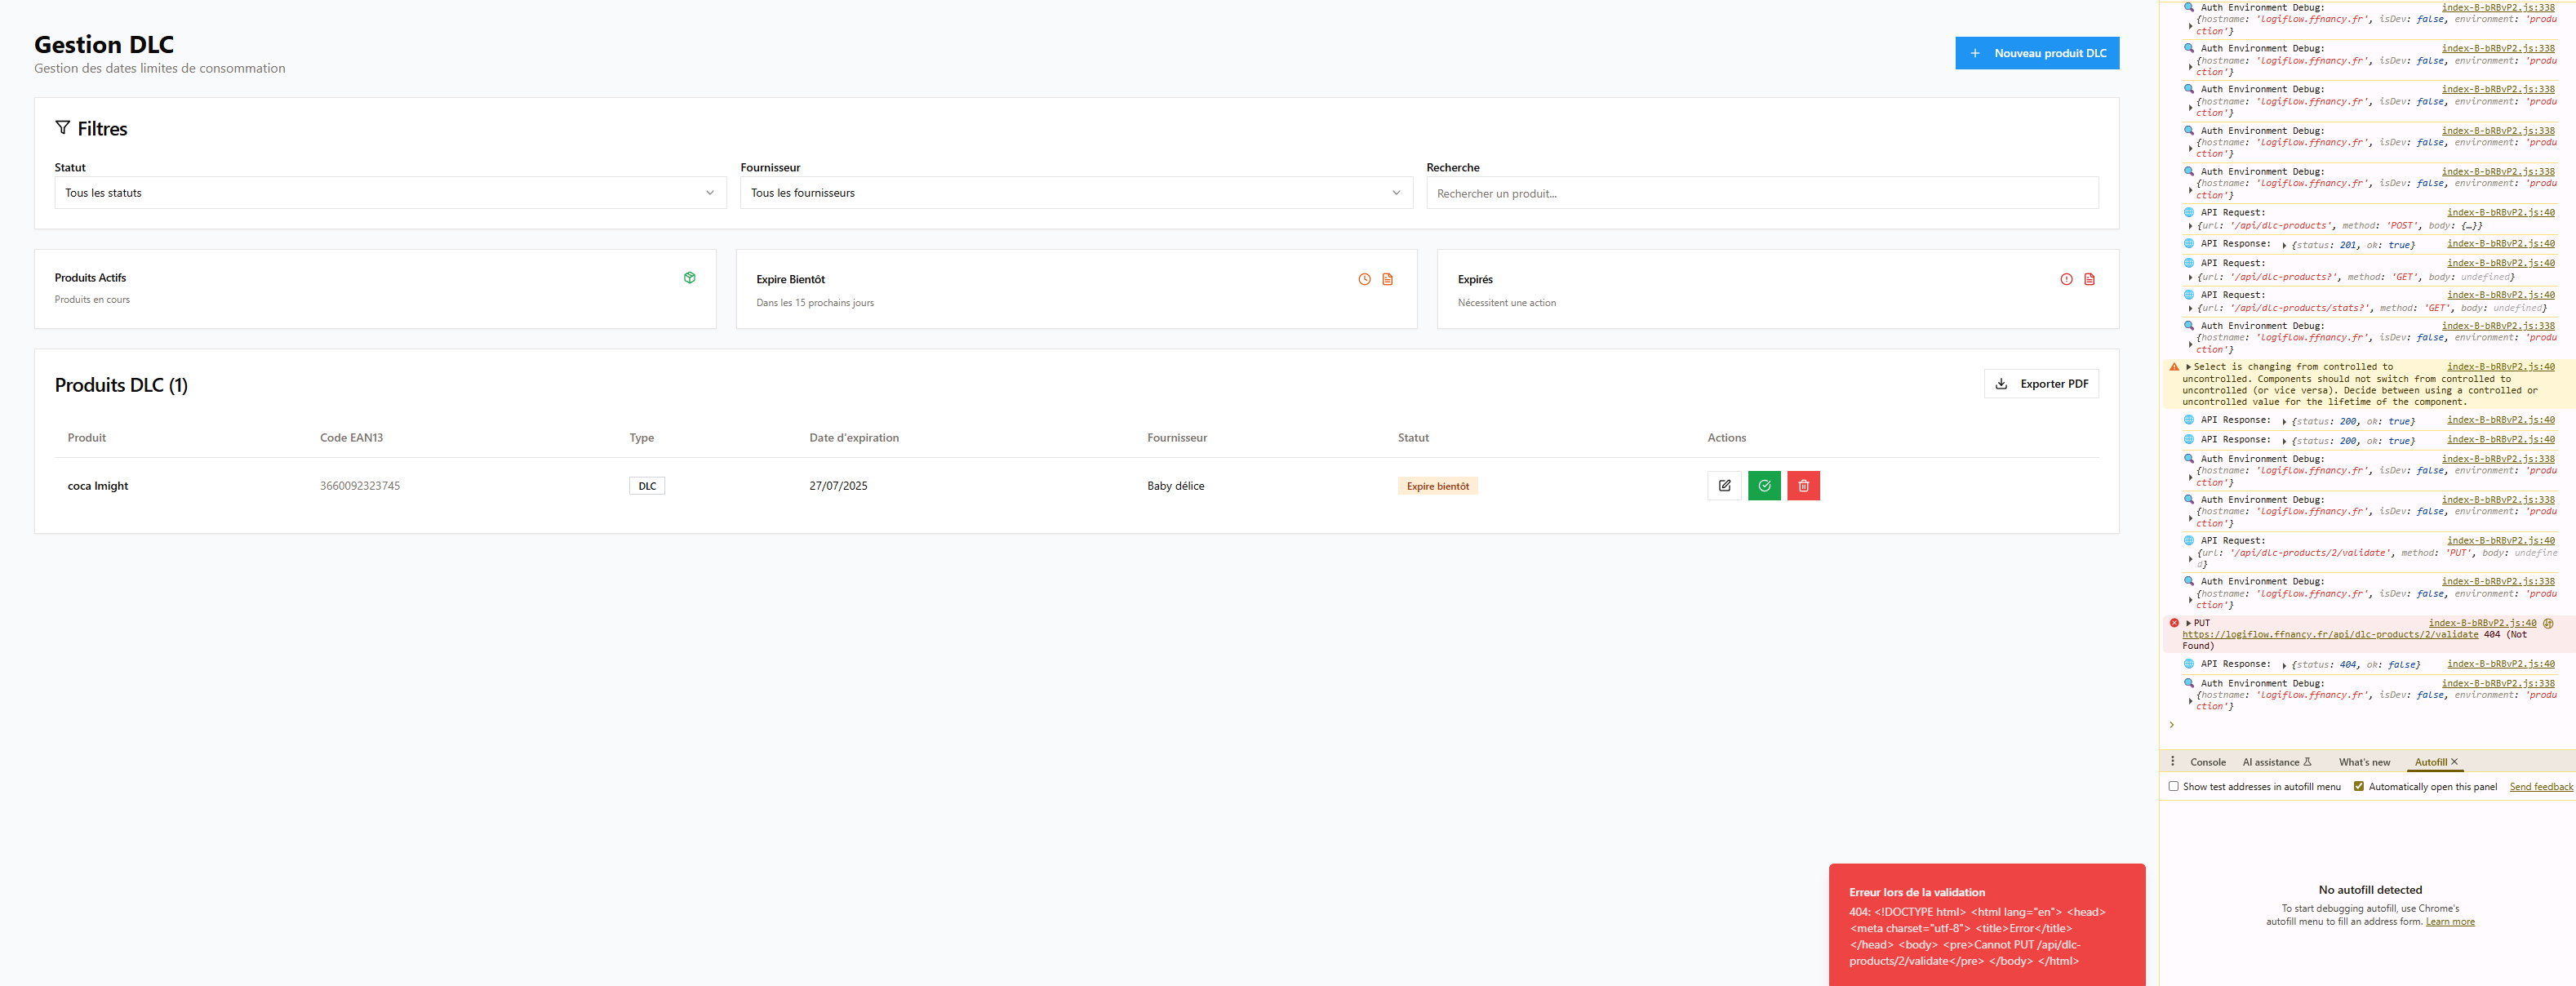 Gestion DLC
Gestion des dates limites de consommation
Nouveau produit DLC
Filtres
Statut
Fournisseur
Recherche
Tous les statuts
Tous les fournisseurs
Rechercher un produit...
Produits Actifs
Produits en cours
Expire Bientôt
Dans les 15 prochains jours
Expirés
Nécessitent une action
Produits DLC (1)
Exporter PDF
Produit Code EAN13 Type Date d'expiration Fournisseur Statut Actions
coca lmight 3660092323745 DLC 27/07/2025 Baby délice Expire bientôt
Erreur lors de la validation
404: <!DOCTYPE html> <html lang="en"> <head>
<meta charset="utf-8"> <title>Error</title>
</head> <body> <pre>Cannot PUT /api/dlc-
products/2/validate</pre> </body> </html>
Auth Environment Debug: index-B-bRBvP2.js:338
{hostname: 'logiflow.ffnancy.fr', isDev: false, environment: 'produ
ction'}
Auth Environment Debug: index-B-bRBvP2.js:338
{hostname: 'logiflow.ffnancy.fr', isDev: false, environment: 'produ
ction'}
Auth Environment Debug: index-B-bRBvP2.js:338
{hostname: 'logiflow.ffnancy.fr', isDev: false, environment: 'produ
ction'}
Auth Environment Debug: index-B-bRBvP2.js:338
{hostname: 'logiflow.ffnancy.fr', isDev: false, environment: 'produ
ction'}
Auth Environment Debug: index-B-bRBvP2.js:338
{hostname: 'logiflow.ffnancy.fr', isDev: false, environment: 'produ
ction'}
API Request: index-B-bRBvP2.js:40
{url: '/api/dlc-products', method: 'POST', body: {…}}
API Response: {status: 201, ok: true} index-B-bRBvP2.js:40
API Request: index-B-bRBvP2.js:40
{url: '/api/dlc-products?', method: 'GET', body: undefined}
API Request: index-B-bRBvP2.js:40
{url: '/api/dlc-products/stats?', method: 'GET', body: undefined}
Auth Environment Debug: index-B-bRBvP2.js:338
{hostname: 'logiflow.ffnancy.fr', isDev: false, environment: 'produ
ction'}
Select is changing from controlled to index-B-bRBvP2.js:40
uncontrolled. Components should not switch from controlled to
uncontrolled (or vice versa). Decide between using a controlled or
uncontrolled value for the lifetime of the component.
API Response: {status: 200, ok: true} index-B-bRBvP2.js:40
API Response: {status: 200, ok: true} index-B-bRBvP2.js:40
Auth Environment Debug: index-B-bRBvP2.js:338
{hostname: 'logiflow.ffnancy.fr', isDev: false, environment: 'produ
ction'}
Auth Environment Debug: index-B-bRBvP2.js:338
{hostname: 'logiflow.ffnancy.fr', isDev: false, environment: 'produ
ction'}
API Request: index-B-bRBvP2.js:40
{url: '/api/dlc-products/2/validate', method: 'PUT', body: undefine
d}
Auth Environment Debug: index-B-bRBvP2.js:338
{hostname: 'logiflow.ffnancy.fr', isDev: false, environment: 'produ
ction'}
PUT index-B-bRBvP2.js:40
https://logiflow.ffnancy.fr/api/dlc-products/2/validate 404 (Not
Found)
API Response: {status: 404, ok: false} index-B-bRBvP2.js:40
Auth Environment Debug: index-B-bRBvP2.js:338
{hostname: 'logiflow.ffnancy.fr', isDev: false, environment: 'produ
ction'}
Console AI assistance What's new Autofill
Show test addresses in autofill menu Automatically open this panel Send feedback
No autofill detected
To start debugging autofill, use Chrome's
autofill menu to fill an address form. Learn more